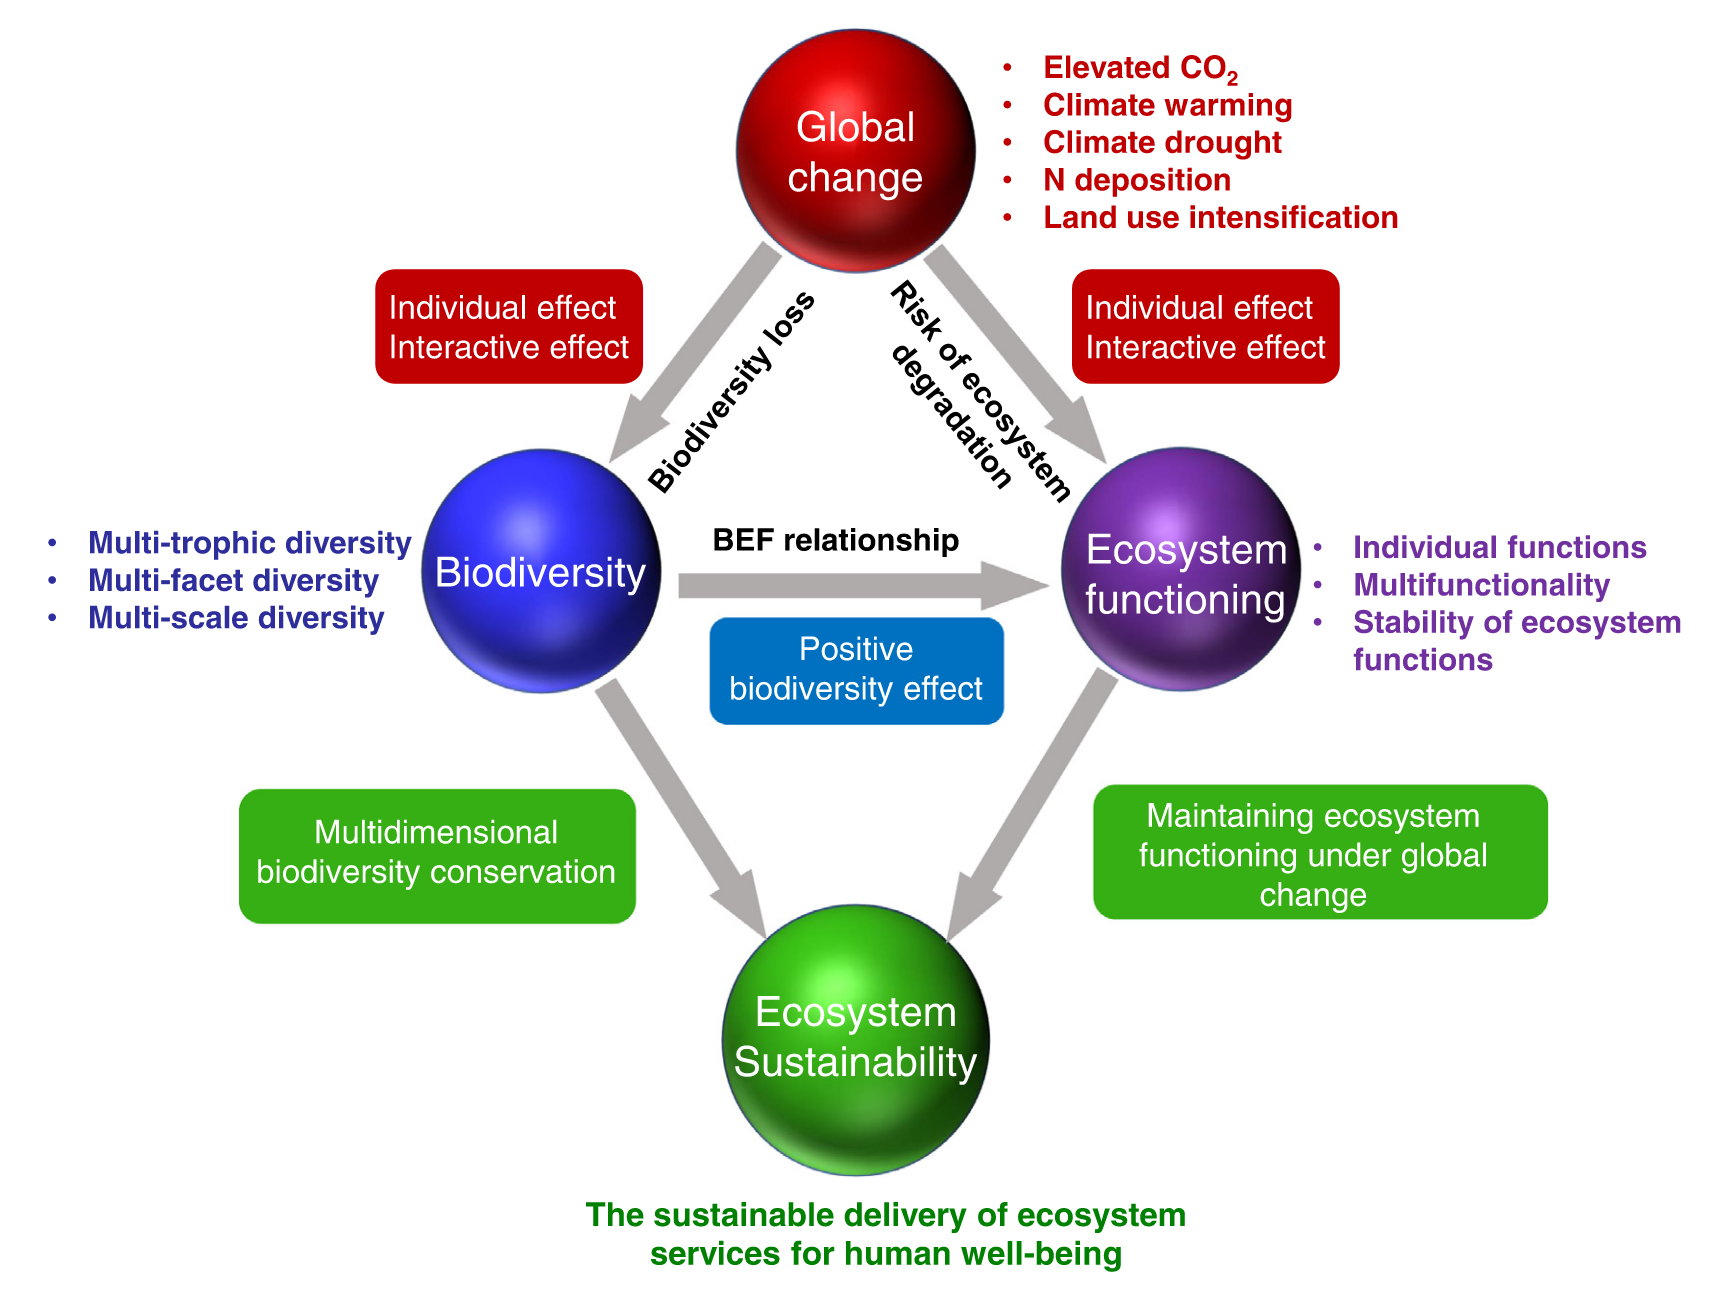 Global
change
• Elevated CO₂
• Climate warming
• Climate drought
• N deposition
• Land use intensification
Individual effect
Interactive effect
Biodiversity loss
Risk of ecosystem
degradation
Individual effect
Interactive effect
• Multi-trophic diversity
• Multi-facet diversity
• Multi-scale diversity
Biodiversity
BEF relationship
Positive
biodiversity effect
Ecosystem
functioning
• Individual functions
• Multifunctionality
• Stability of ecosystem
functions
Multidimensional
biodiversity conservation
Maintaining ecosystem
functioning under global
change
Ecosystem
Sustainability
The sustainable delivery of ecosystem
services for human well-being